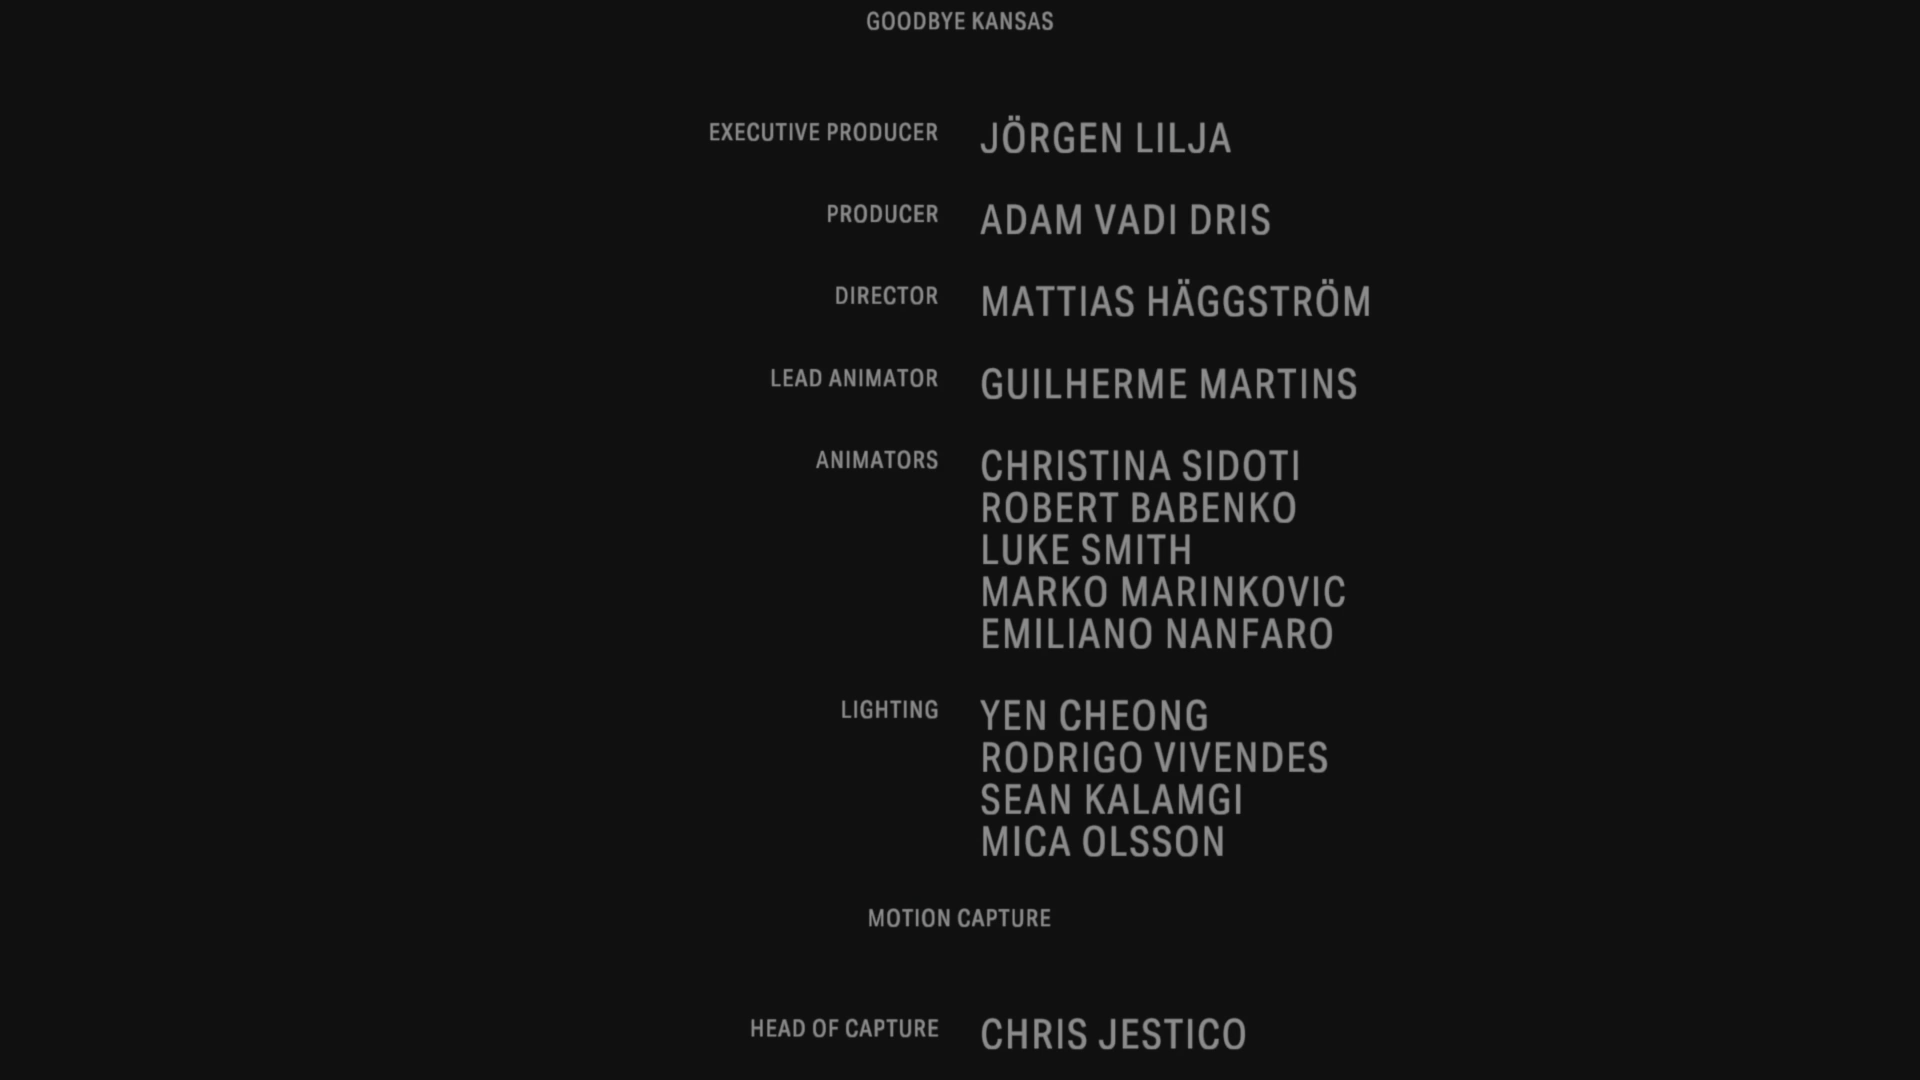 GOODBYE KANSAS
EXECUTIVE PRODUCER JÖRGEN LILJA
PRODUCER ADAM VADI DRIS
DIRECTOR MATTIAS HÄGGSTRÖM
LEAD ANIMATOR GUILHERME MARTINS
ANIMATORS CHRISTINA SIDOTI
ROBERT BABENKO
LUKE SMITH
MARKO MARINKOVIC
EMILIANO NANFARO
LIGHTING YEN CHEONG
RODRIGO VIVENDES
SEAN KALAMGI
MICA OLSSON
MOTION CAPTURE
HEAD OF CAPTURE CHRIS JESTICO